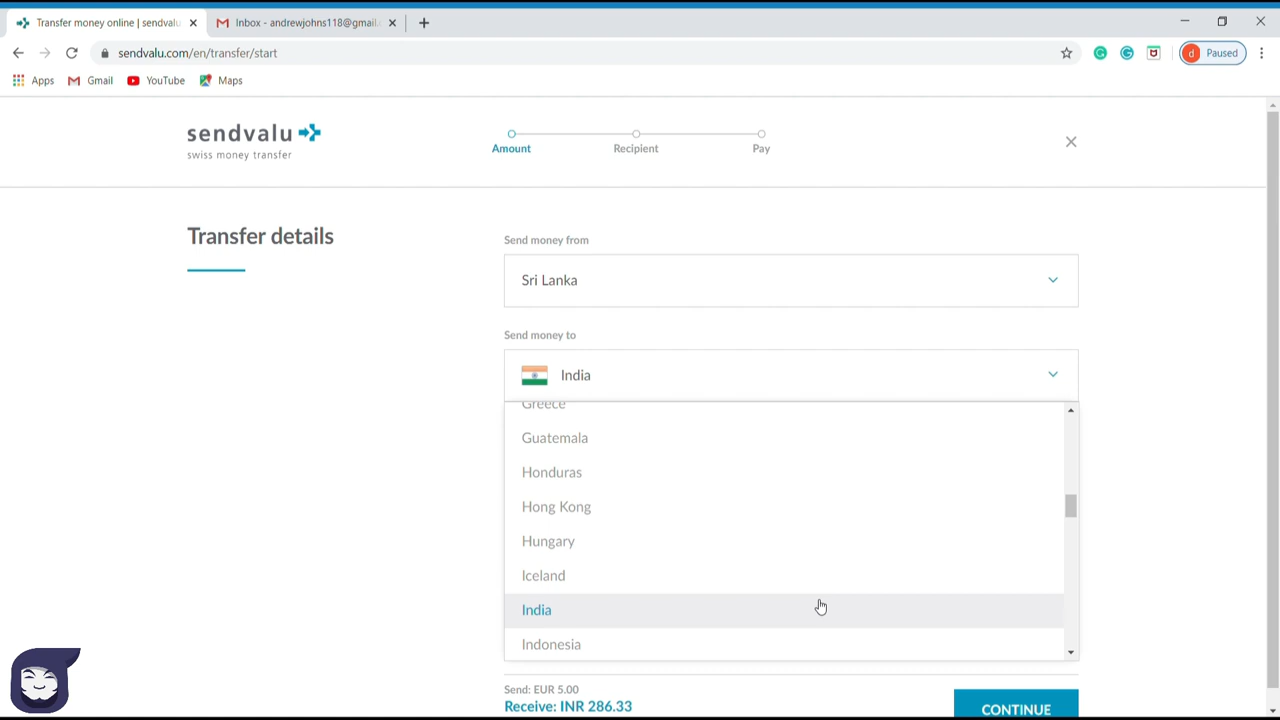 Transfer money online | sendvalu
Inbox - andrewjohns118@gmail.
sendvalu.com/en/transfer/start
d
Paused
Apps
Gmail
YouTube
Maps
sendvalu
swiss money transfer
Amount
Recipient
Pay
Transfer details
Send money from
Sri Lanka
Send money to
India
Greece
Guatemala
Honduras
Hong Kong
Hungary
Iceland
India
Indonesia
Send: EUR 5.00
Receive: INR 286.33
CONTINUE